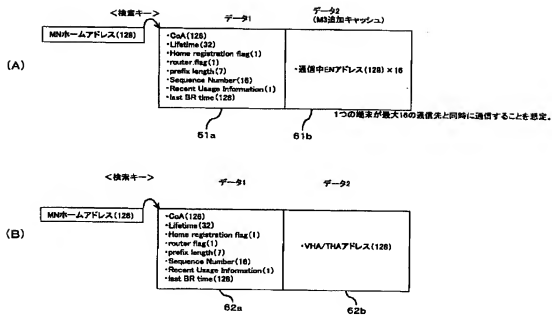 <検索キー>
データ1
データ2
(M3追加キャッシュ)
(A)
MNホームアドレス(128)
・CoA(128)
・Lifetime(32)
・Home registration flag(1)
・router flag(1)
・prefix length(7)
・Sequence Number(16)
・Recent Usage Information(1)
・last BR time(128)
・通信中ENアドレス(128)×16
61a
61b
1つの端末が最大16の通信先と同時に通信することを想定。
<検索キー>
データ1
データ2
(B)
MNホームアドレス(128)
・CoA(128)
・Lifetime(32)
・Home registration flag(1)
・router flag(1)
・prefix length(7)
・Sequence Number(16)
・Recent Usage Information(1)
・last BR time(128)
・VHA/THAアドレス(128)
62a
62b